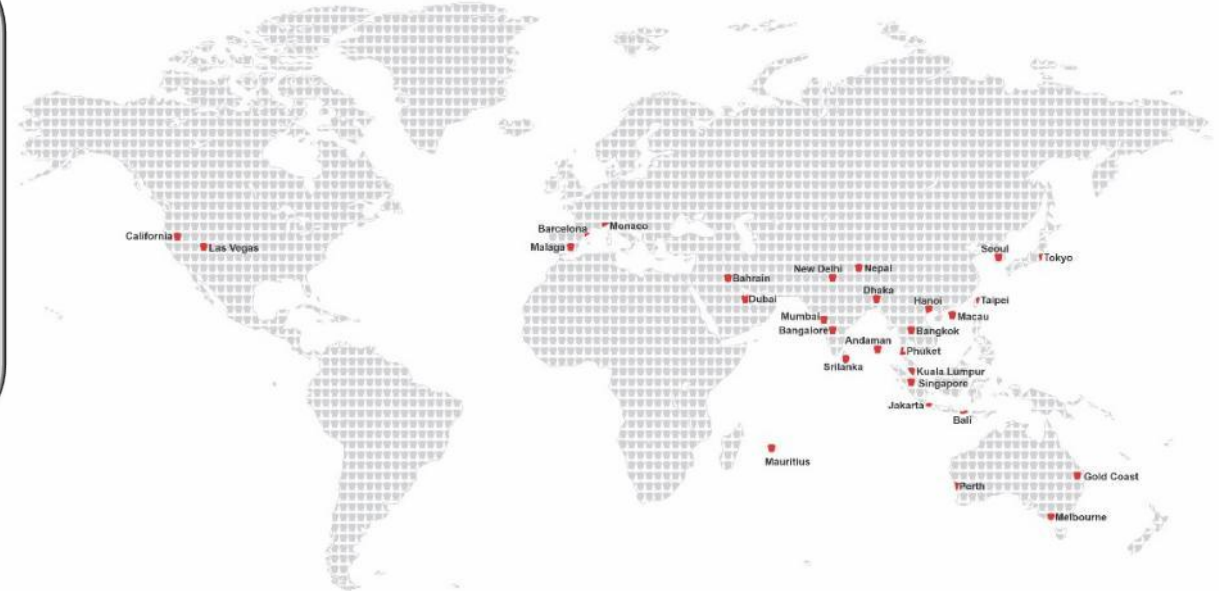 California
Las Vegas
Barcelona
Monaco
Malaga
Bahrain
Dubai
New Delhi
Nepal
Dhaka
Mumbai
Bangalore
Andaman
Srilanka
Seoul
Tokyo
Hanoi
Taipei
Macau
Bangkok
Phuket
Kuala Lumpur
Singapore
Jakarta
Bali
Mauritius
Gold Coast
Perth
Melbourne